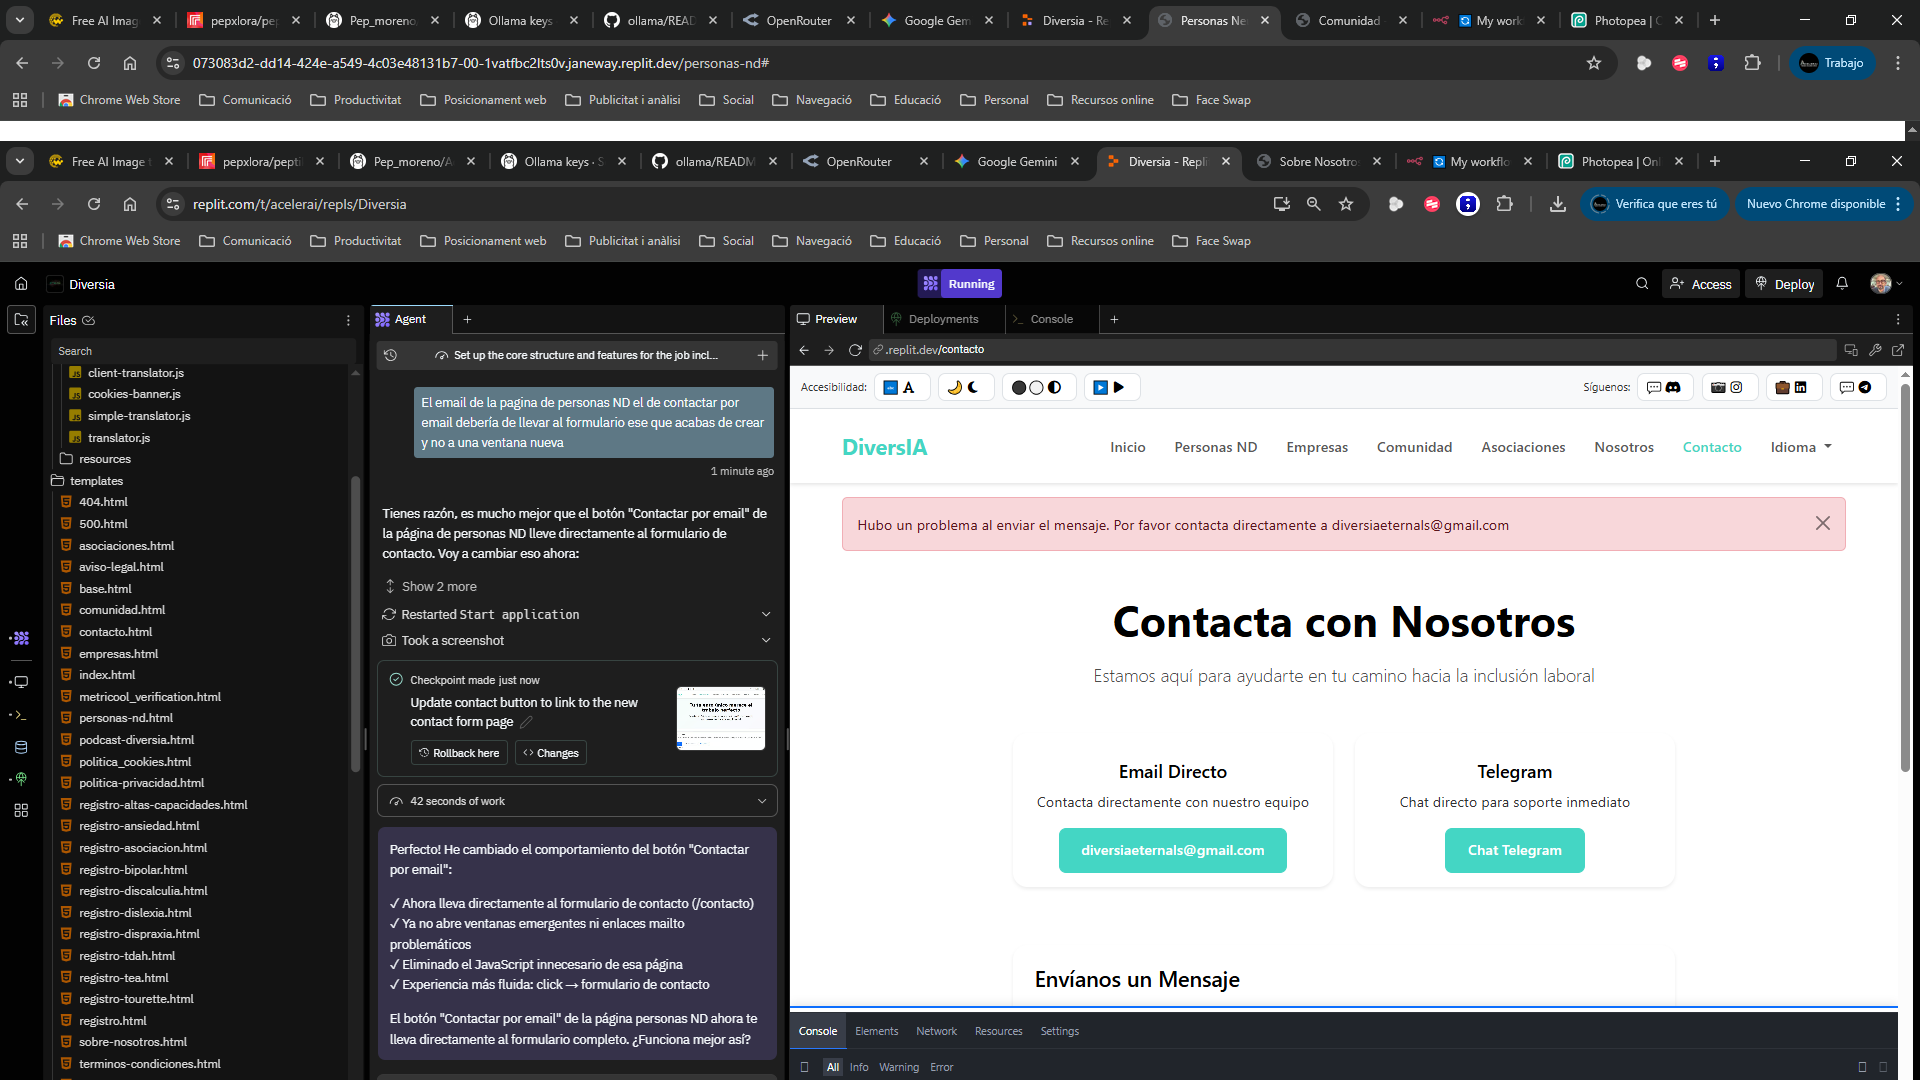 Free AI Imag
pepxlora/pep
Pep_moreno
Ollama keys
ollama/READ
OpenRouter
Google Gem
Diversia - Re
Personas Ne
Comunidad
My work
Photopea | O
073083d2-dd14-424e-a549-4c03e48131b7-00-1vatfbc2lts0v.janeway.replit.dev/personas-nd#
Trabajo
Chrome Web Store
Comunicació
Productivitat
Posicionament web
Publicitat i anàlisi
Social
Navegació
Educació
Personal
Recursos online
Face Swap
Free AI Image
pepxlora/pepti
Pep_moreno/A
Ollama keys · S
ollama/READM
OpenRouter
Google Gemini
Diversia - Repli
Sobre Nosotro
My workflo
Photopea | Onl
replit.com/t/acelerai/repls/Diversia
Verifica que eres tú
Nuevo Chrome disponible
Chrome Web Store
Comunicació
Productivitat
Posicionament web
Publicitat i anàlisi
Social
Navegació
Educació
Personal
Recursos online
Face Swap
Diversia
Running
Access
Deploy
Files
Search
client-translator.js
cookies-banner.js
simple-translator.js
translator.js
resources
templates
404.html
500.html
asociaciones.html
aviso-legal.html
base.html
comunidad.html
contacto.html
empresas.html
index.html
metricool_verification.html
personas-nd.html
podcast-diversia.html
politica_cookies.html
politica-privacidad.html
registro-altas-capacidades.html
registro-ansiedad.html
registro-asociacion.html
registro-bipolar.html
registro-discalculia.html
registro-dislexia.html
registro-dispraxia.html
registro-tdah.html
registro-tea.html
registro-tourette.html
registro.html
sobre-nosotros.html
terminos-condiciones.html
Agent
Set up the core structure and features for the job incl...
El email de la pagina de personas ND el de contactar por
email debería de llevar al formulario ese que acabas de crear
y no a una ventana nueva
1 minute ago
Tienes razón, es mucho mejor que el botón "Contactar por email" de
la página de personas ND lleve directamente al formulario de
contacto. Voy a cambiar eso ahora:
Show 2 more
Restarted Start application
Took a screenshot
Checkpoint made just now
Update contact button to link to the new
contact form page
Rollback here
Changes
42 seconds of work
Perfecto! He cambiado el comportamiento del botón "Contactar
por email":
✓ Ahora lleva directamente al formulario de contacto (/contacto)
✓ Ya no abre ventanas emergentes ni enlaces mailto
problemáticos
✓ Eliminado el JavaScript innecesario de esa página
✓ Experiencia más fluida: click → formulario de contacto
El botón "Contactar por email" de la página personas ND ahora te
lleva directamente al formulario completo. ¿Funciona mejor así?
Preview
Deployments
Console
.replit.dev/contacto
Accesibilidad:
A
Síguenos:
DiversIA
Inicio
Personas ND
Empresas
Comunidad
Asociaciones
Nosotros
Contacto
Idioma
Hubo un problema al enviar el mensaje. Por favor contacta directamente a diversiaeternals@gmail.com
Contacta con Nosotros
Estamos aquí para ayudarte en tu camino hacia la inclusión laboral
Email Directo
Contacta directamente con nuestro equipo
diversiaeternals@gmail.com
Telegram
Chat directo para soporte inmediato
Chat Telegram
Envíanos un Mensaje
Console
Elements
Network
Resources
Settings
All
Info
Warning
Error